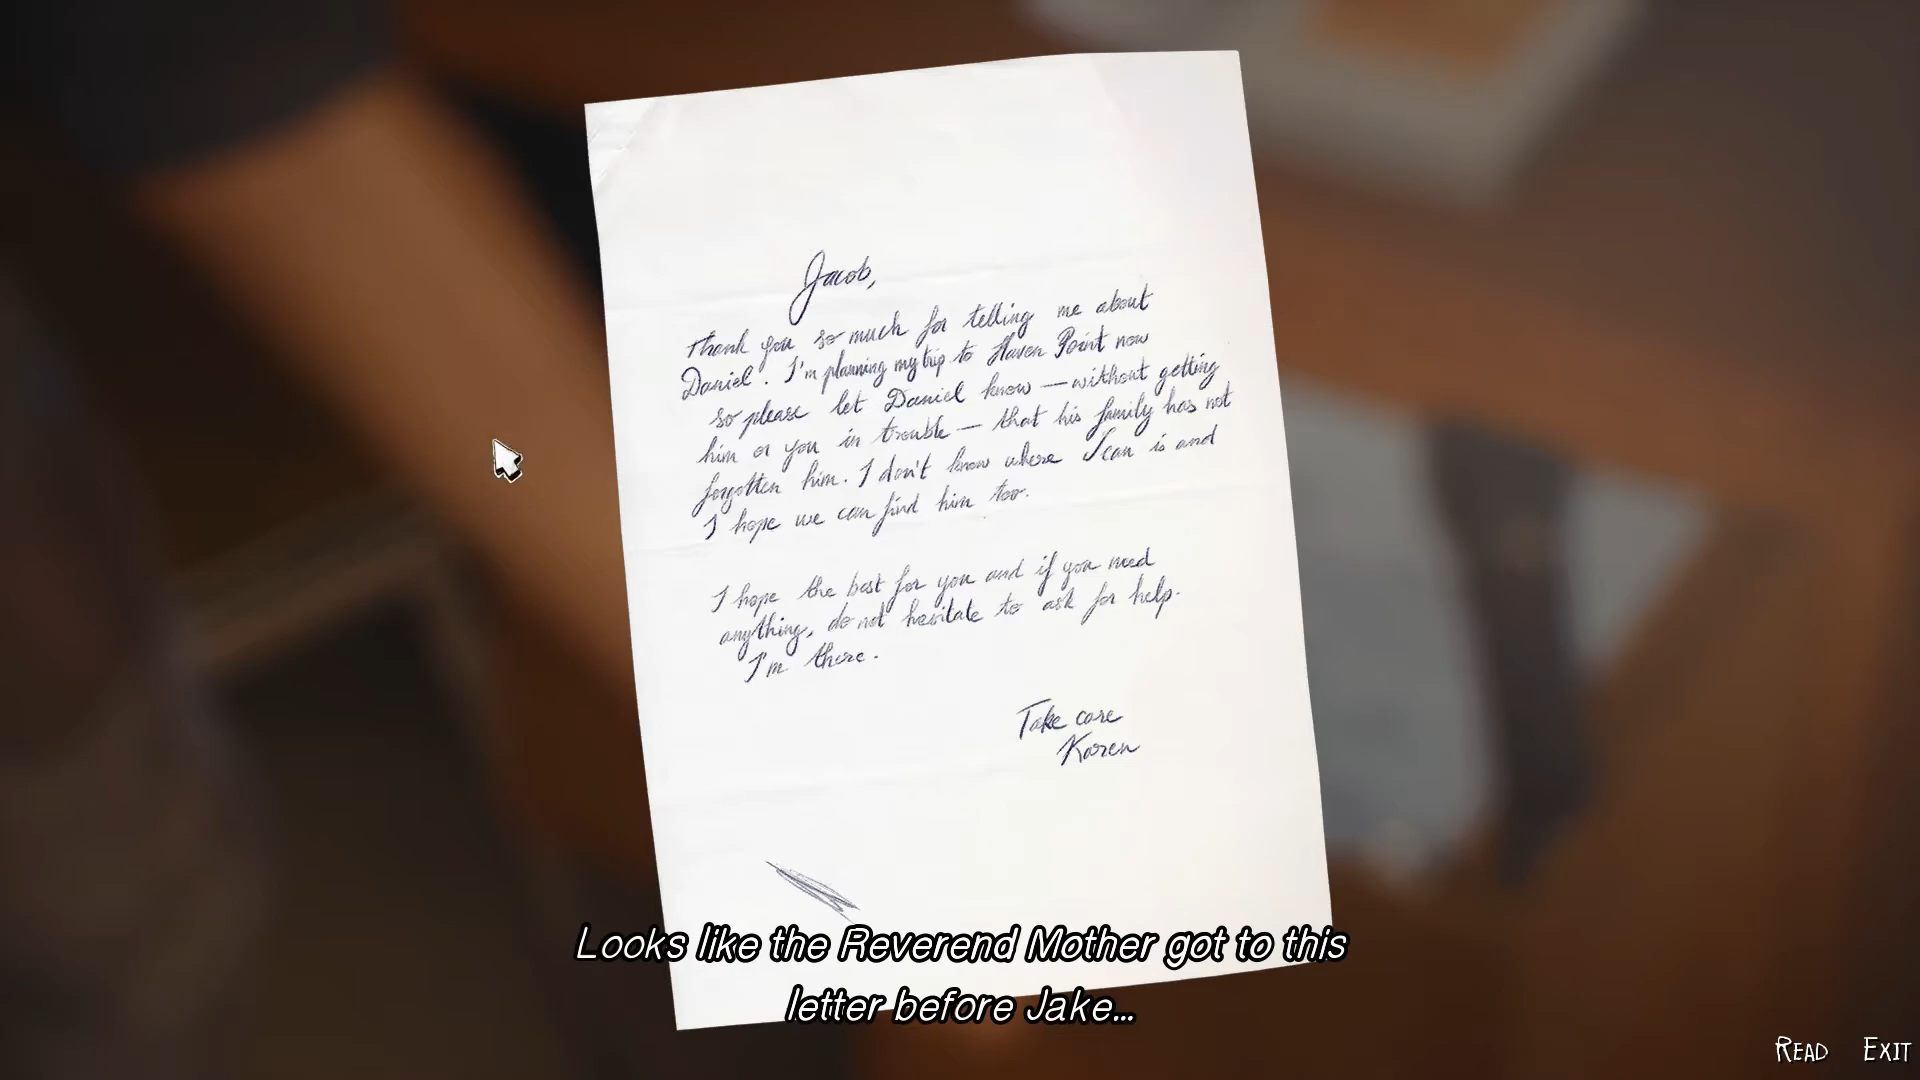 Jacob,
Thank you so much for telling me about
Daniel. I'm planning my trip to Haven Point now
so please let Daniel know — without getting
him or you in trouble — that his family has not
forgotten him. I don't know where Sean is and
I hope we can find him too.
I hope the best for you and if you need
anything, do not hesitate to ask for help.
I'm there.
Take care
Karen
Looks like the Reverend Mother got to this
letter before Jake...
READ EXIT